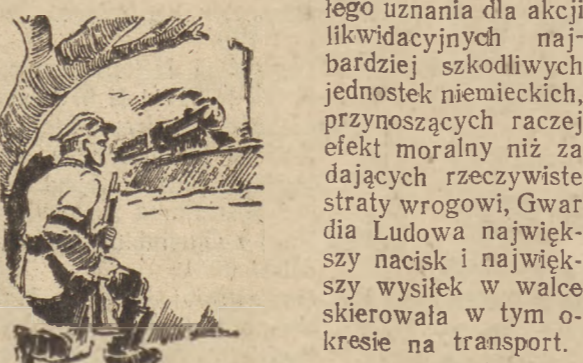 łego uznania dla akcji
likwidacyjnych naj-
bardziej szkodliwych
jednostek niemieckich,
przynoszących raczej
efekt moralny niż za
dających rzeczywiste
straty wrogowi, Gwar
dia Ludowa najwięk-
szy nacisk i najwięk-
szy wysiłek w walce
skierowała w tym o-
kresie na transport.